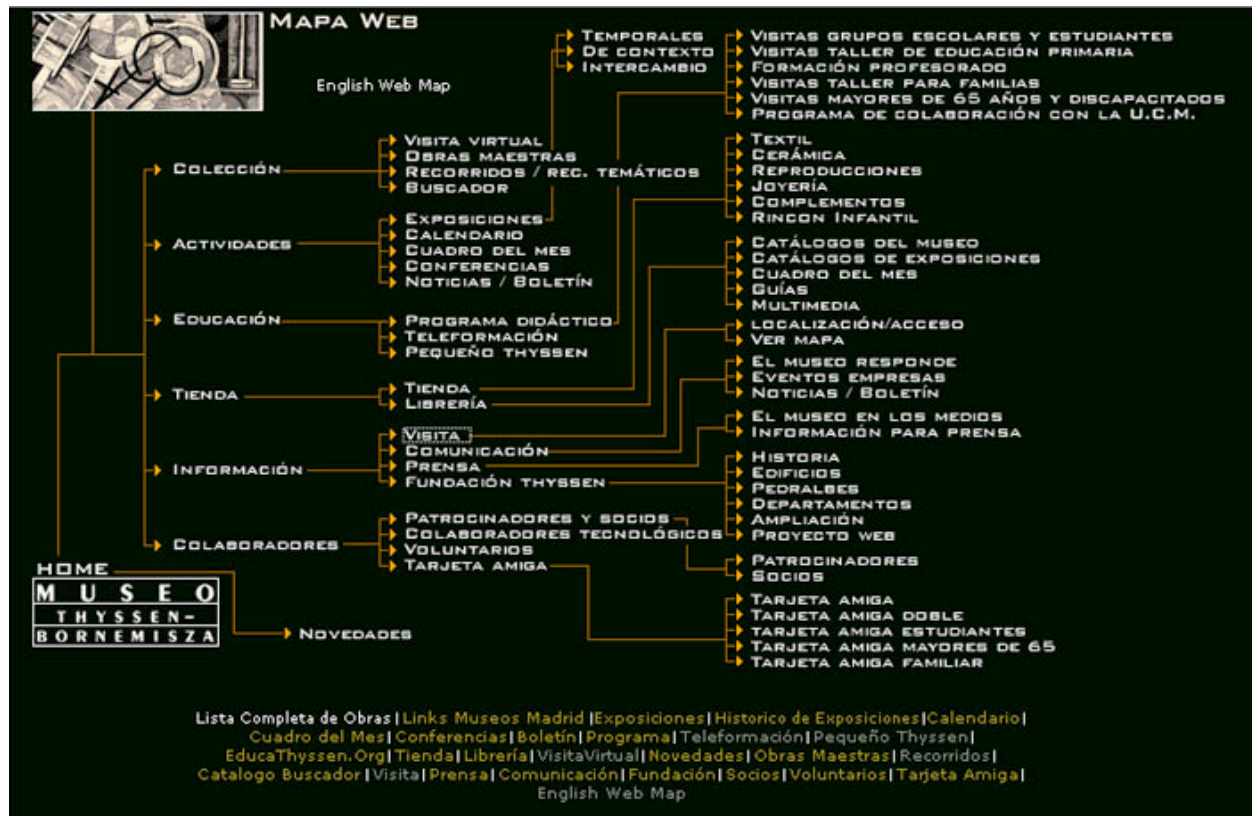 MAPA WEB
English Web Map
TEMPORALES
DE CONTEXTO
INTERCAMBIO
VISITAS GRUPOS ESCOLARES Y ESTUDIANTES
VISITAS TALLER DE EDUCACIÓN PRIMARIA
FORMACIÓN PROFESORADO
VISITAS TALLER PARA FAMILIAS
VISITAS MAYORES DE 65 AÑOS Y DISCAPACITADOS
PROGRAMA DE COLABORACIÓN CON LA U.C.M.
COLECCIÓN
VISITA VIRTUAL
OBRAS MAESTRAS
RECORRIDOS / REC. TEMÁTICOS
BUSCADOR
TEXTIL
CERÁMICA
REPRODUCCIONES
JOYERÍA
COMPLEMENTOS
RINCON INFANTIL
ACTIVIDADES
EXPOSICIONES
CALENDARIO
CUADRO DEL MES
CONFERENCIAS
NOTICIAS / BOLETÍN
CATÁLOGOS DEL MUSEO
CATÁLOGOS DE EXPOSICIONES
CUADRO DEL MES
GUÍAS
MULTIMEDIA
EDUCACIÓN
PROGRAMA DIDÁCTICO
TELEFORMACIÓN
PEQUEÑO THYSSEN
LOCALIZACIÓN/ACCESO
VER MAPA
TIENDA
TIENDA
LIBRERÍA
EL MUSEO RESPONDE
EVENTOS EMPRESAS
NOTICIAS / BOLETÍN
INFORMACIÓN
VISITA
COMUNICACIÓN
PRENSA
FUNDACIÓN THYSSEN
EL MUSEO EN LOS MEDIOS
INFORMACIÓN PARA PRENSA
HISTORIA
EDIFICIOS
PEDRALBES
DEPARTAMENTOS
AMPLIACIÓN
PROYECTO WEB
COLABORADORES
PATROCINADORES Y SOCIOS
COLABORADORES TECNOLÓGICOS
VOLUNTARIOS
TARJETA AMIGA
PATROCINADORES
SOCIOS
TARJETA AMIGA
TARJETA AMIGA DOBLE
TARJETA AMIGA ESTUDIANTES
TARJETA AMIGA MAYORES DE 65
TARJETA AMIGA FAMILIAR
HOME
MUSEO
THYSSEN-
BORNEMISZA
NOVEDADES
Lista Completa de Obras|Links Museos Madrid |Exposiciones|Historico de Exposiciones|Calendario|
Cuadro del Mes|Conferencias|Boletín|Programa|Teleformación|Pequeño Thyssen|
EducaThyssen.Org|Tienda|Librería|VisitaVirtual|Novedades|Obras Maestras|Recorridos|
Catalogo Buscador|Visita|Prensa|Comunicación|Fundación|Socios|Voluntarios|Tarjeta Amiga|
English Web Map